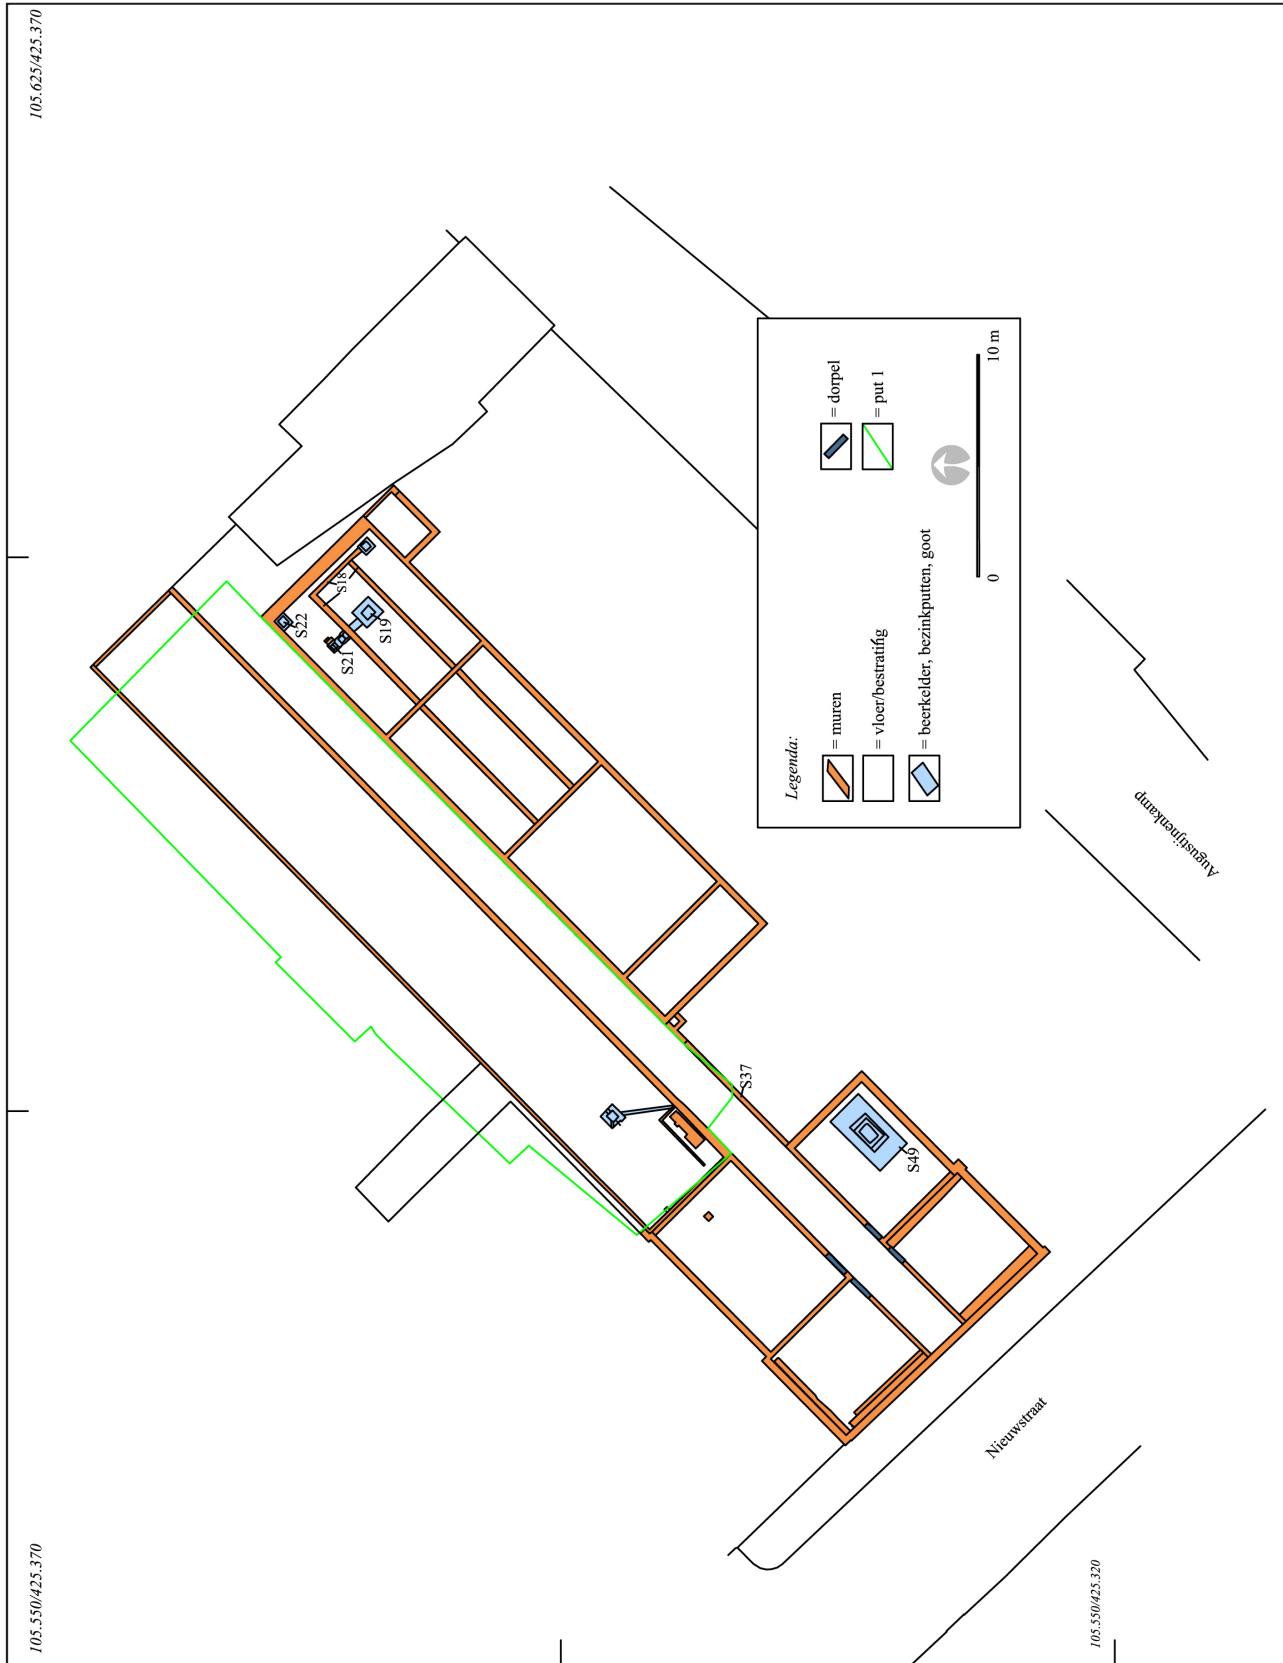 105.550/425.370
105.625/425.370
S22
S18
S21
S19
S37
S49
Nieuwstraat
Augustijnenkamp
105.550/425.320
Legenda:
= muren
= vloer/bestrating
= beerkelder, bezinkputten, goot
= dorpel
= put 1
0
10 m